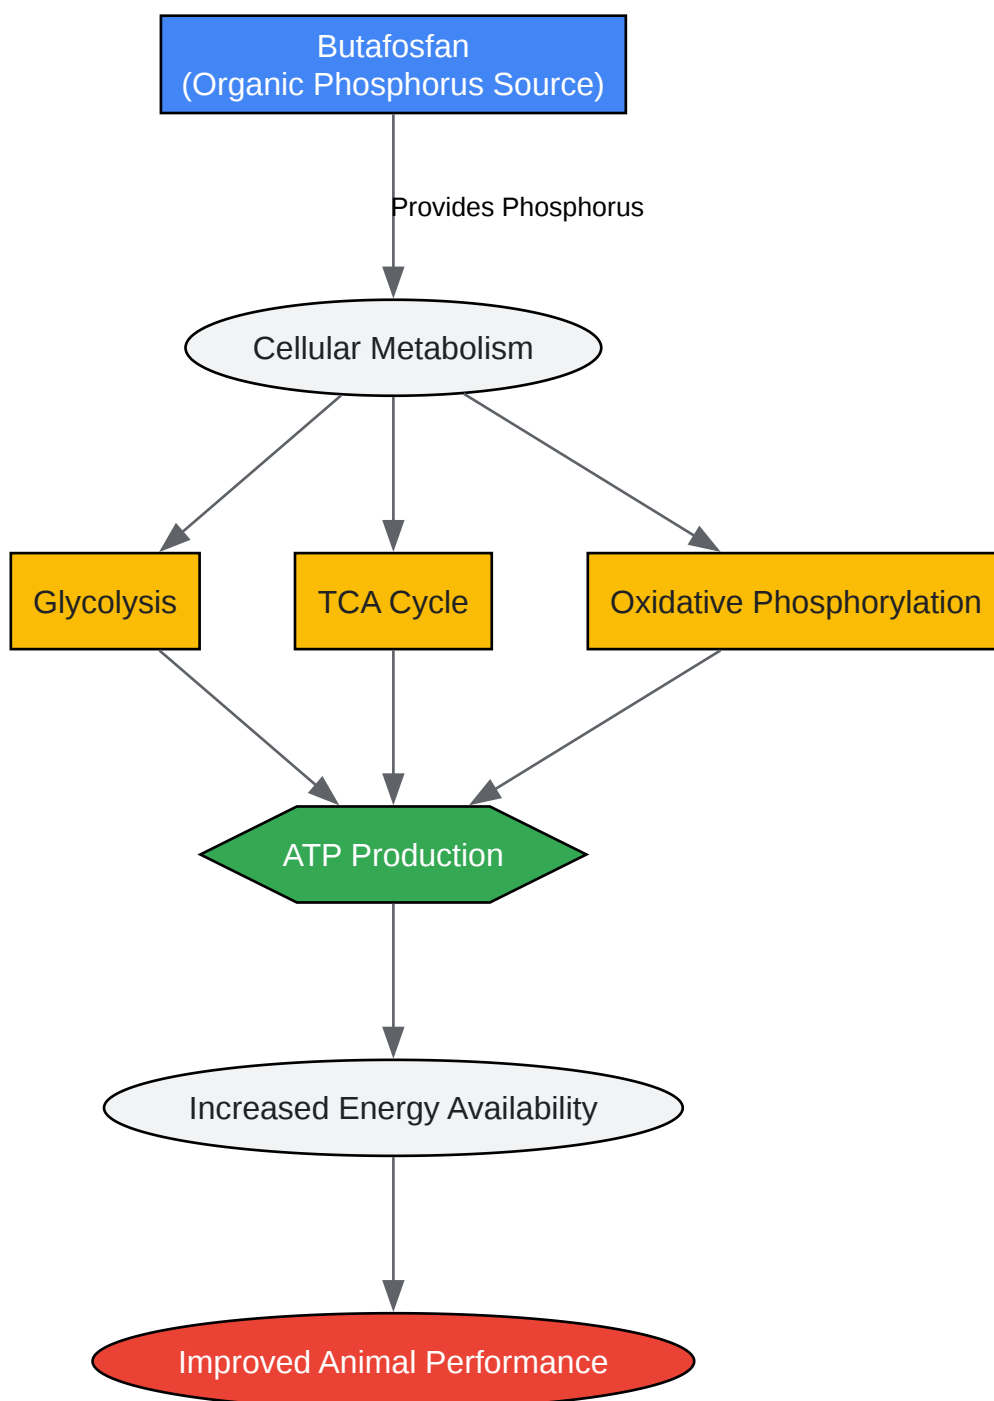 Butafosfan
(Organic Phosphorus Source)
Provides Phosphorus
Cellular Metabolism
Glycolysis
TCA Cycle
Oxidative Phosphorylation
ATP Production
Increased Energy Availability
Improved Animal Performance